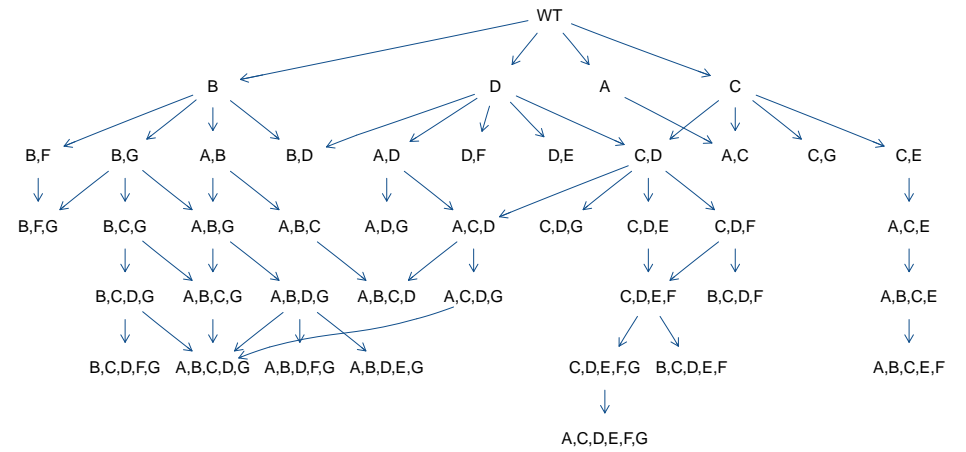 WT
B D A C
B,F B,G A,B B,D A,D D,F D,E C,D A,C C,G C,E
B,F,G B,C,G A,B,G A,B,C A,D,G A,C,D C,D,G C,D,E C,D,F A,C,E
B,C,D,G A,B,C,G A,B,D,G A,B,C,D A,C,D,G C,D,E,F B,C,D,F A,B,C,E
B,C,D,F,G A,B,C,D,G A,B,D,F,G A,B,D,E,G C,D,E,F,G B,C,D,E,F A,B,C,E,F
A,C,D,E,F,G